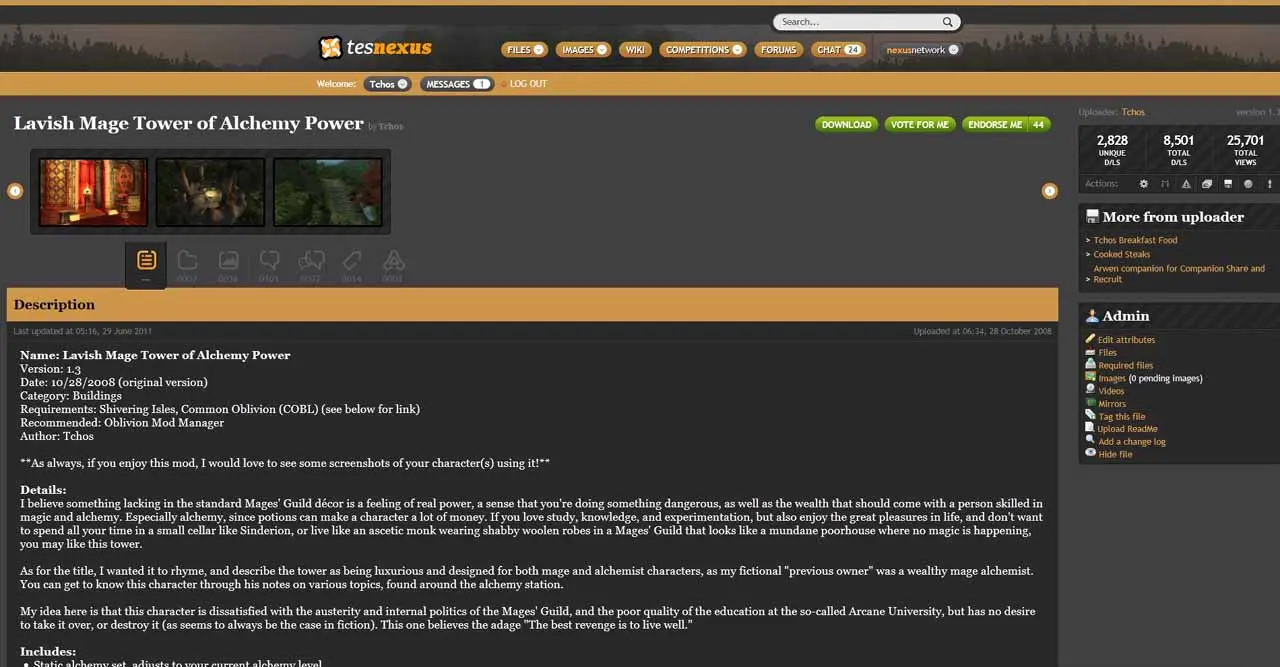 Search...
tesnexus
FILES IMAGES WIKI COMPETITIONS FORUMS CHAT 24 nexusnetwork
Welcome: Tchos MESSAGES 1 LOG OUT
Lavish Mage Tower of Alchemy Power by Tchos
DOWNLOAD VOTE FOR ME ENDORSE ME 44
Description
Last updated at 05:16, 29 June 2011 Uploaded at 06:34, 28 October 2008
Name: Lavish Mage Tower of Alchemy Power
Version: 1.3
Date: 10/28/2008 (original version)
Category: Buildings
Requirements: Shivering Isles, Common Oblivion (COBL) (see below for link)
Recommended: Oblivion Mod Manager
Author: Tchos
**As always, if you enjoy this mod, I would love to see some screenshots of your character(s) using it!**
Details:
I believe something lacking in the standard Mages' Guild décor is a feeling of real power, a sense that you're doing something dangerous, as well as the wealth that should come with a person skilled in
magic and alchemy. Especially alchemy, since potions can make a character a lot of money. If you love study, knowledge, and experimentation, but also enjoy the great pleasures in life, and don't want
to spend all your time in a small cellar like Sinderion, or live like an ascetic monk wearing shabby woolen robes in a Mages' Guild that looks like a mundane poorhouse where no magic is happening,
you may like this tower.
As for the title, I wanted it to rhyme, and describe the tower as being luxurious and designed for both mage and alchemist characters, as my fictional "previous owner" was a wealthy mage alchemist.
You can get to know this character through his notes on various topics, found around the alchemy station.
My idea here is that this character is dissatisfied with the austerity and internal politics of the Mages' Guild, and the poor quality of the education at the so-called Arcane University, but has no desire
to take it over, or destroy it (as seems to always be the case in fiction). This one believes the adage "The best revenge is to live well."
Includes:
• Static alchemy set, adjusts to your current alchemy level
Uploader: Tchos version 1.
2,828 8,501 25,701
UNIQUE TOTAL TOTAL
D/LS D/LS VIEWS
Actions:
More from uploader
> Tchos Breakfast Food
> Cooked Steaks
Arwen companion for Companion Share and
> Recruit
Admin
Edit attributes
Files
Required files
Images (0 pending images)
Videos
Mirrors
Tag this file
Upload ReadMe
Add a change log
Hide file